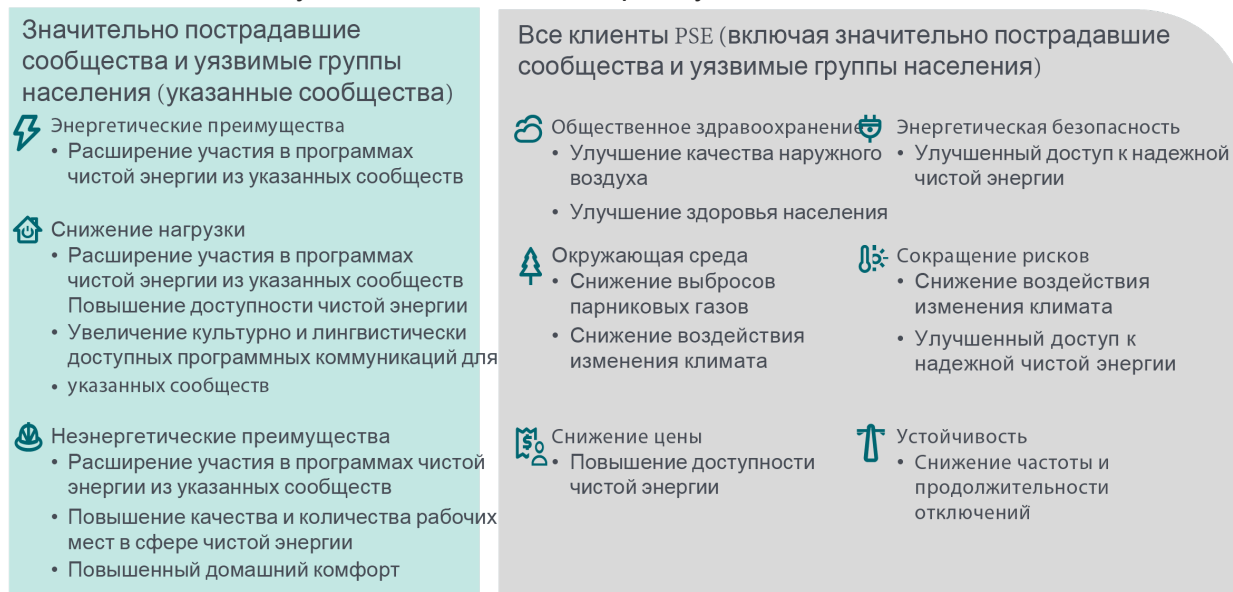 Значительно пострадавшие
сообщества и уязвимые группы
населения (указанные сообщества)
Энергетические преимущества
• Расширение участия в программах
чистой энергии из указанных сообществ
Снижение нагрузки
• Расширение участия в программах
чистой энергии из указанных сообществ
Повышение доступности чистой энергии
• Увеличение культурно и лингвистически
доступных программных коммуникаций для
• указанных сообществ
Неэнергетические преимущества
• Расширение участия в программах чистой
энергии из указанных сообществ
• Повышение качества и количества рабочих
мест в сфере чистой энергии
• Повышенный домашний комфорт
Все клиенты PSE (включая значительно пострадавшие
сообщества и уязвимые группы населения)
Общественное здравоохранение
• Улучшение качества наружного
воздуха
• Улучшение здоровья населения
Энергетическая безопасность
• Улучшенный доступ к надежной
чистой энергии
Окружающая среда
• Снижение выбросов
парниковых газов
• Снижение воздействия
изменения климата
Сокращение рисков
• Снижение воздействия
изменения климата
• Улучшенный доступ к
надежной чистой энергии
Снижение цены
• Повышение доступности
чистой энергии
Устойчивость
• Снижение частоты и
продолжительности
отключений